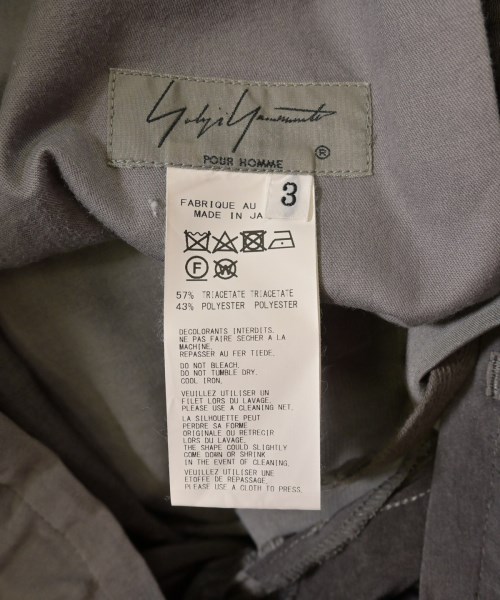 Yohji Yamamoto
POUR HOMME ®
3
FABRIQUE AU
MADE IN JA
F W
57% TRIACETATE TRIACETATE
43% POLYESTER POLYESTER
DECOLORANTS INTERDITS.
NE PAS FAIRE SECHER A LA
MACHINE.
REPASSER AU FER TIEDE.
DO NOT BLEACH.
DO NOT TUMBLE DRY.
COOL IRON.
VEUILLEZ UTILISER UN
FILET LORS DU LAVAGE.
PLEASE USE A CLEANING NET.
LA SILHOUETTE PEUT
PERDRE SA FORME
ORIGINALE OU RETRECIR
LORS DU LAVAGE.
THE SHAPE COULD SLIGHTLY
COME DOWN OR SHRINK
IN THE EVENT OF CLEANING.
VEUILLEZ UTILISER UNE
ETOFFE DE REPASSAGE.
PLEASE USE A CLOTH TO PRESS.